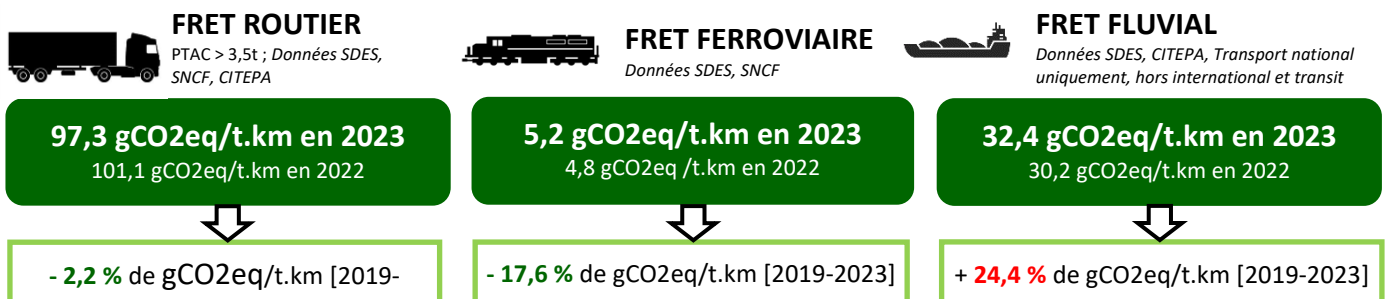 FRET ROUTIER
PTAC > 3,5t ; Données SDES,
SNCF, CITEPA
97,3 gCO2eq/t.km en 2023
101,1 gCO2eq/t.km en 2022
- 2,2 % de gCO2eq/t.km [2019-
FRET FERROVIAIRE
Données SDES, SNCF
5,2 gCO2eq/t.km en 2023
4,8 gCO2eq /t.km en 2022
- 17,6 % de gCO2eq/t.km [2019-2023]
FRET FLUVIAL
Données SDES, CITEPA, Transport national
uniquement, hors international et transit
32,4 gCO2eq/t.km en 2023
30,2 gCO2eq/t.km en 2022
+ 24,4 % de gCO2eq/t.km [2019-2023]